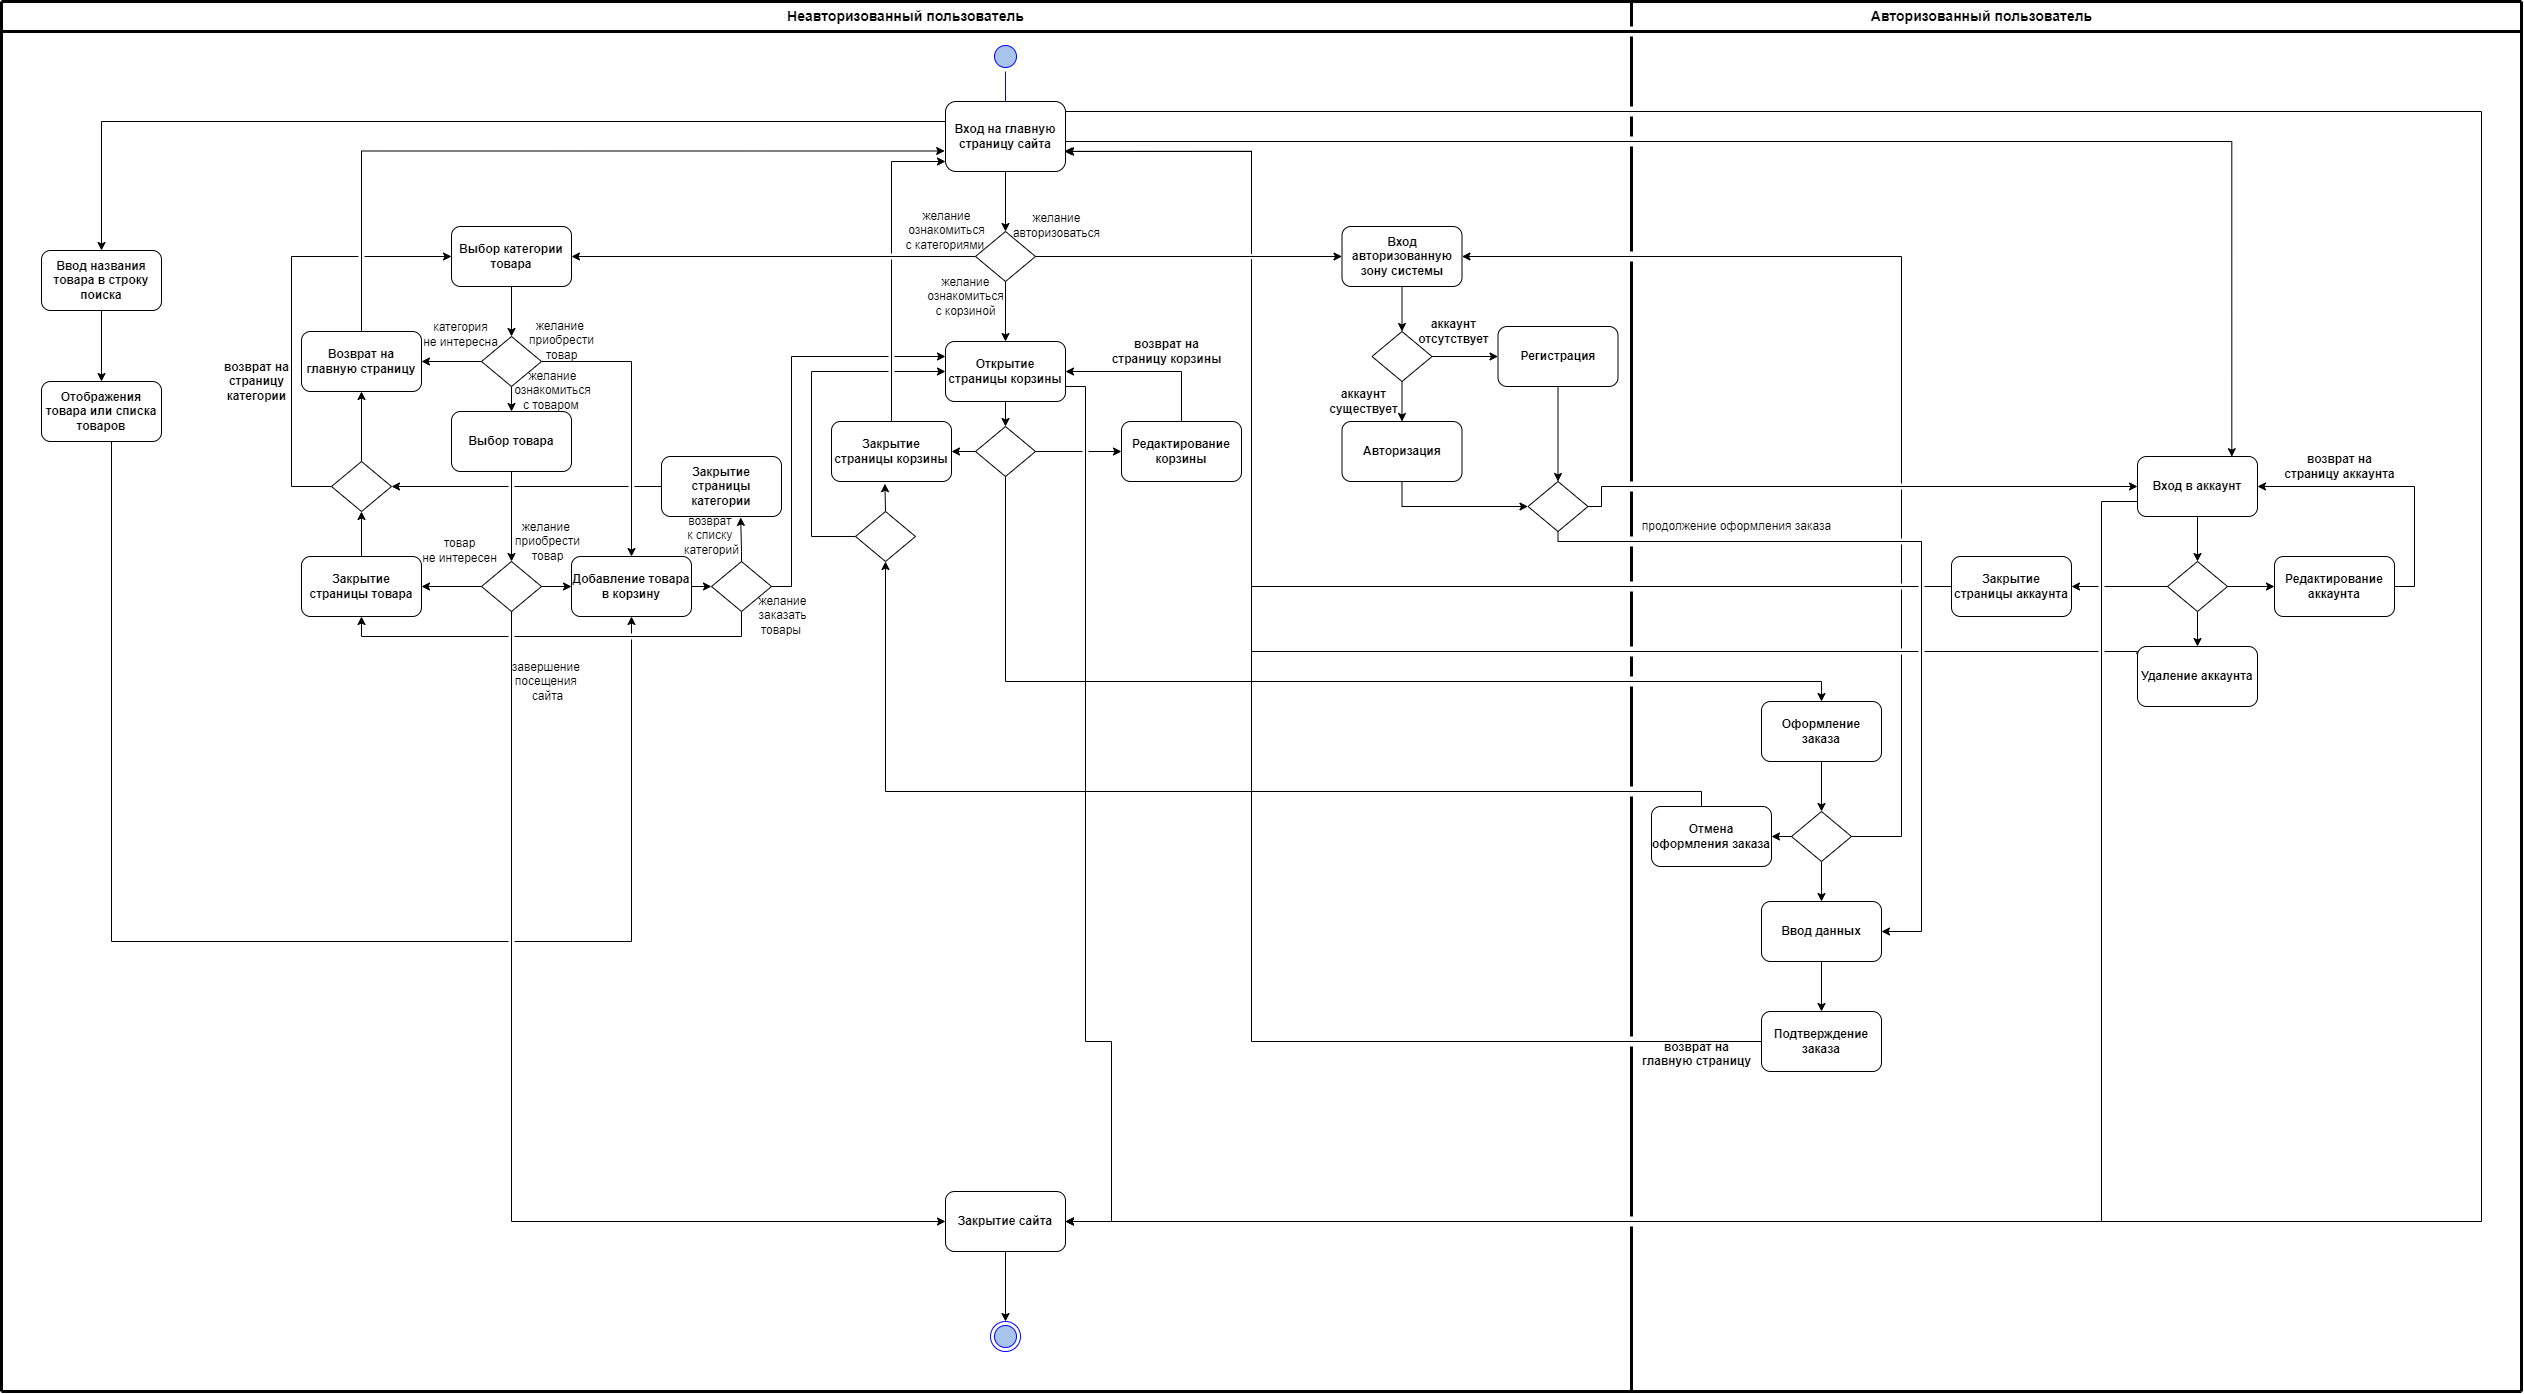 Неавторизованный пользователь
Авторизованный пользователь
Вход на главную
страницу сайта
желание
ознакомиться
с категориями
желание
авторизоваться
Выбор категории
товара
Вход
авторизованную
зону системы
Ввод названия
товара в строку
поиска
желание
ознакомиться
с корзиной
категория
не интересна
желание
приобрести
товар
Возврат на
главную страницу
возврат на
страницу
категории
желание
ознакомиться
с товаром
Открытие
страницы корзины
возврат на
страницу корзины
аккаунт
отсутствует
Регистрация
Отображения
товара или списка
товаров
аккаунт
существует
Выбор товара
Закрытие
страницы корзины
Редактирование
корзины
Авторизация
Закрытие
страницы
категории
Вход в аккаунт
возврат на
страницу аккаунта
товар
не интересен
желание
приобрести
товар
возврат
к списку
категорий
продолжение оформления заказа
Закрытие
страницы товара
Добавление товара
в корзину
желание
заказать
товары
Закрытие
страницы аккаунта
Редактирование
аккаунта
завершение
посещения
сайта
Удаление аккаунта
Оформление
заказа
Отмена
оформления заказа
Ввод данных
Подтверждение
заказа
возврат на
главную страницу
Закрытие сайта